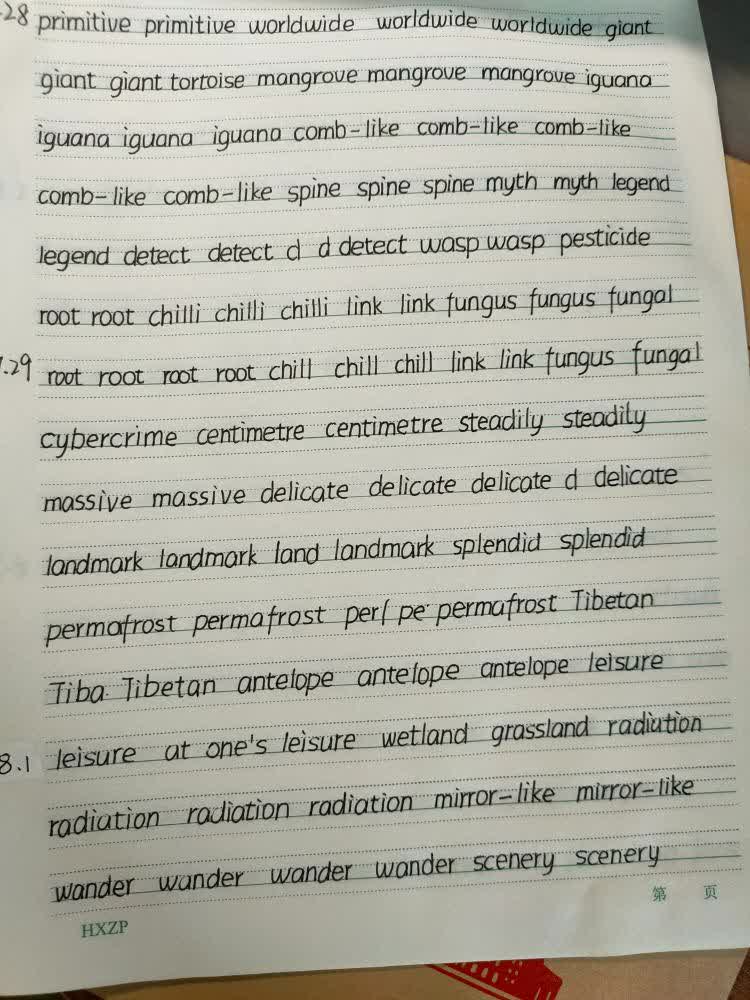 .28 primitive primitive worldwide worldwide worldwide giant
giant giant tortoise mangrove mangrove mangrove iguana
iguana iguana iguana comb-like comb-like comb-like
comb-like comb-like spine spine spine myth myth legend
legend detect detect d d detect wasp wasp pesticide
root root chilli chilli chilli link link fungus fungus fungal
7.29 root root root root chill chill chill link link fungus fungal
cybercrime centimetre centimetre steadily steadily
massive massive delicate delicate delicate d delicate
landmark landmark land landmark splendid splendid
permafrost permafrost perf pe permafrost Tibetan
Tiba Tibetan antelope antelope antelope leisure
8.1 leisure at one's leisure wetland grassland radiation
radiation radiation radiation mirror-like mirror-like
wander wander wander wander scenery scenery
第 页
HXZP